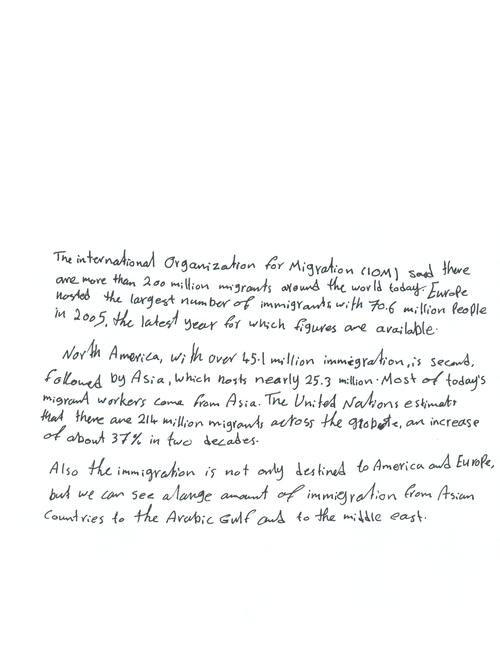 The international Organization for Migration (IOM) said there
are more than 200 million migrants around the world today. Europe
hosted the largest number of immigrants with 70.6 million People
in 2005, the latest year for which figures are available.
North America, with over 45.1 million immigration, is second,
followed by Asia, which hosts nearly 25.3 million. Most of today's
migrant workers come from Asia. The United Nations estimate
that there are 214 million migrants across the globe, an increase
of about 37% in two decades.
Also the immigration is not only destined to America and Europe,
but we can see a large amount of immigration from Asian
Countries to the Arabic Gulf and to the middle east.